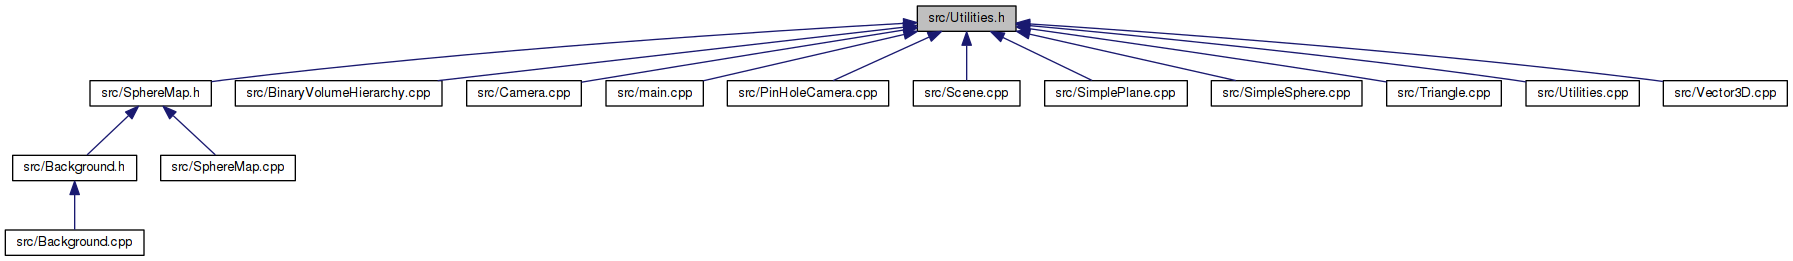 src/Utilities.h
src/SphereMap.h
src/BinaryVolumeHierarchy.cpp
src/Camera.cpp
src/main.cpp
src/PinHoleCamera.cpp
src/Scene.cpp
src/SimplePlane.cpp
src/SimpleSphere.cpp
src/Triangle.cpp
src/Utilities.cpp
src/Vector3D.cpp
src/Background.h
src/SphereMap.cpp
src/Background.cpp